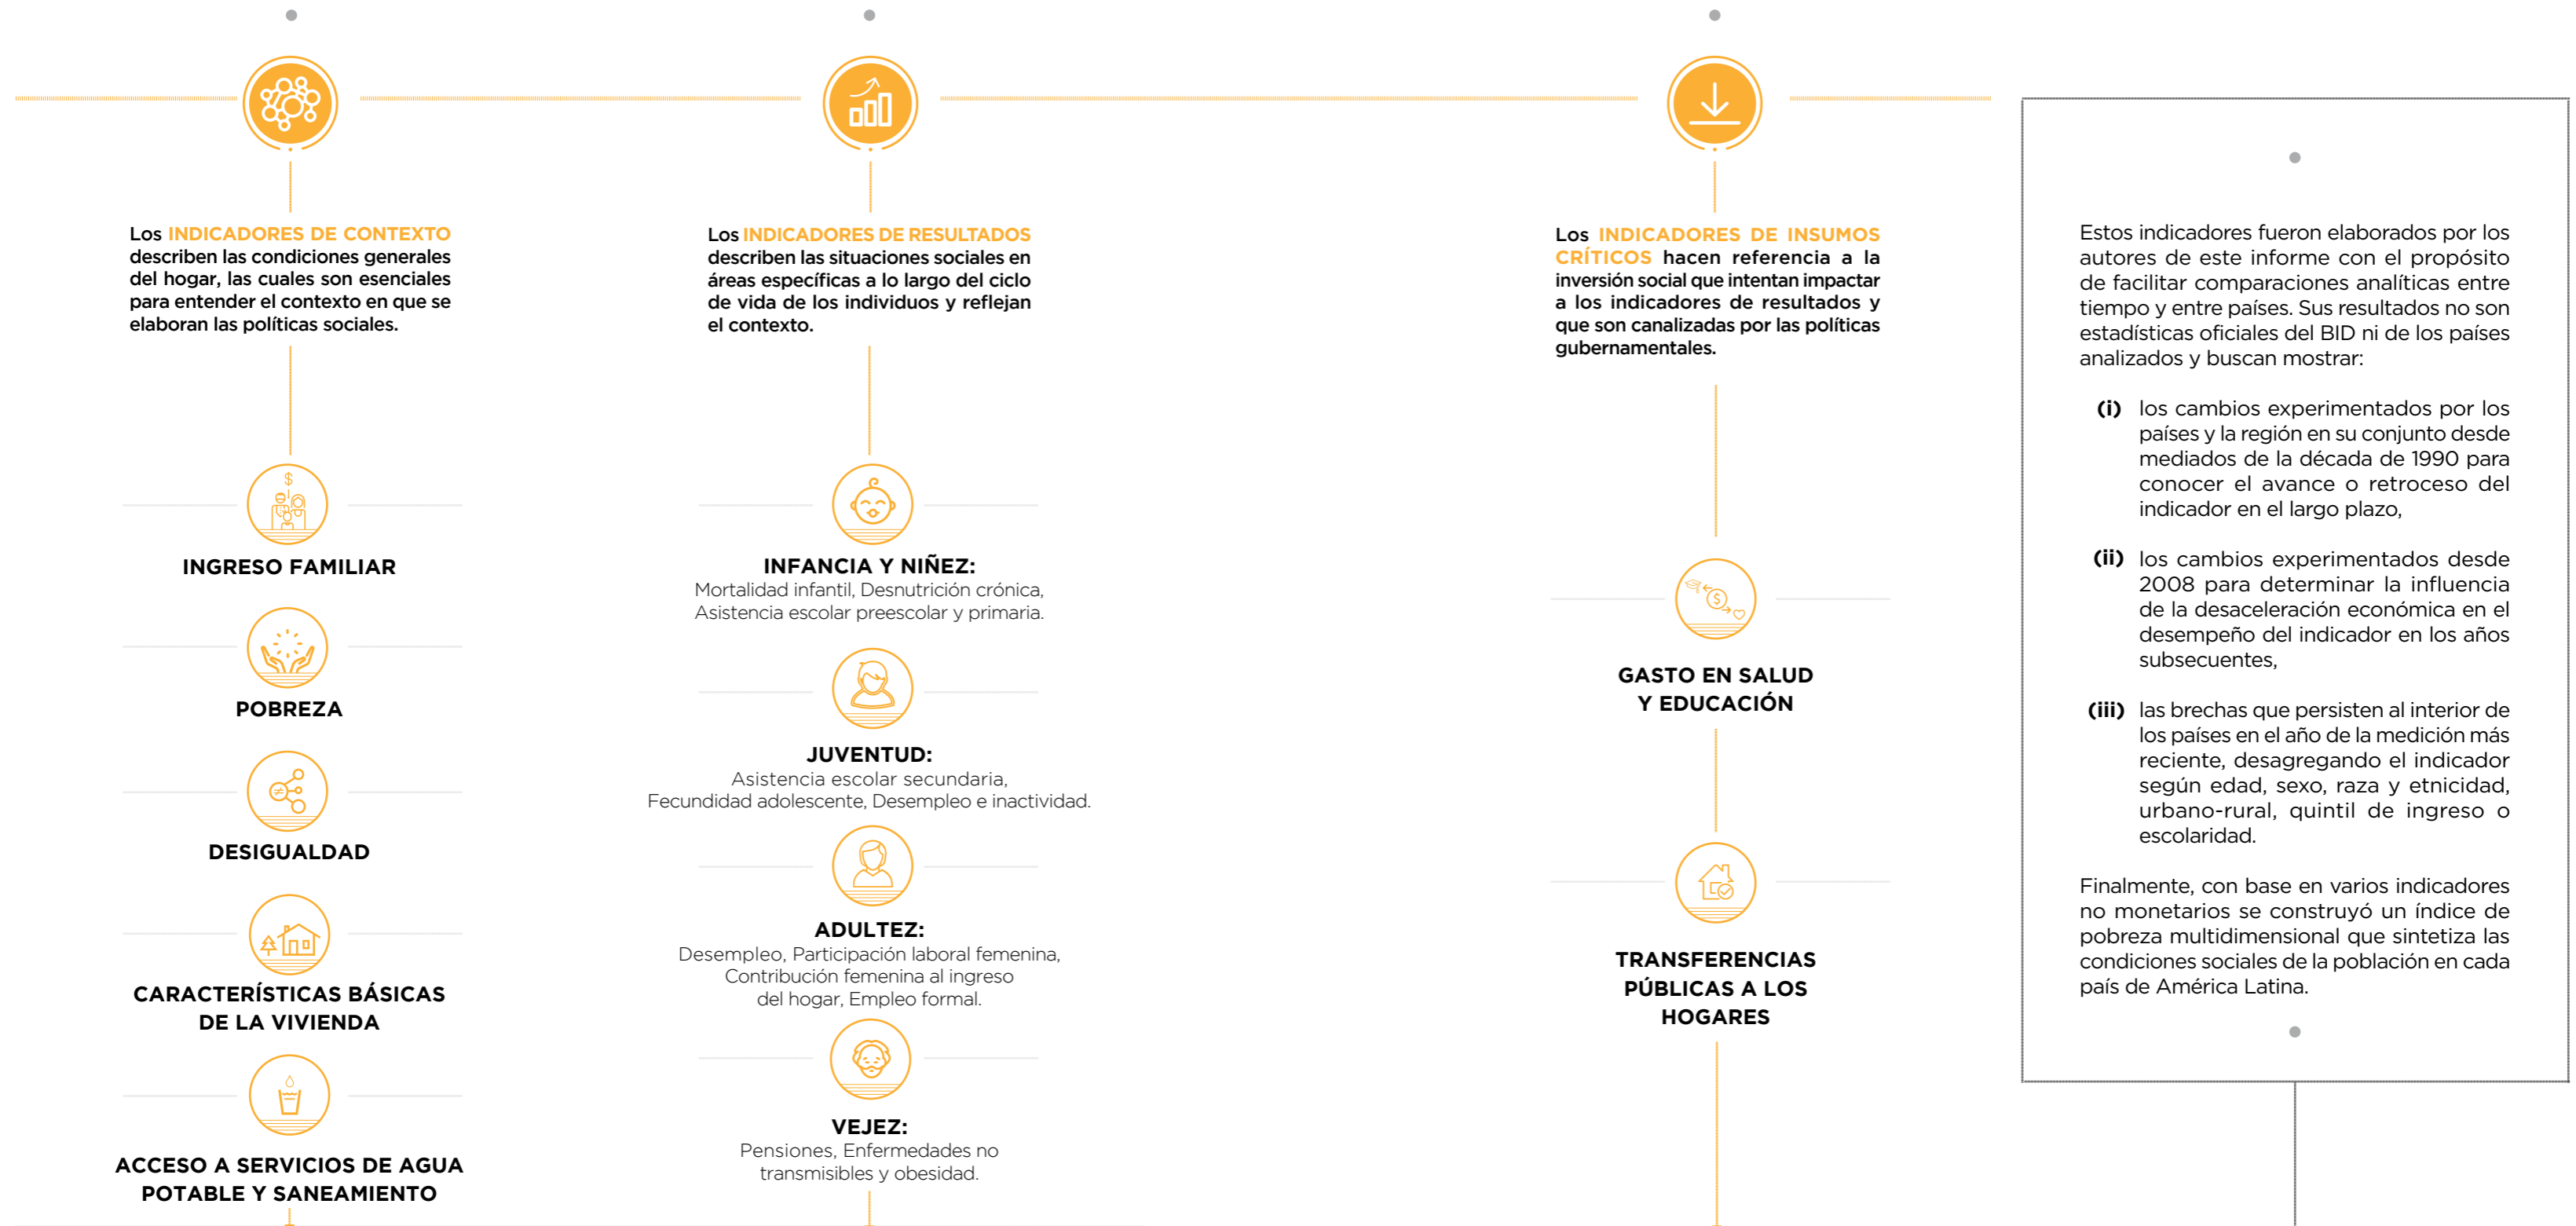 Los INDICADORES DE CONTEXTO
describen las condiciones generales
del hogar, las cuales son esenciales
para entender el contexto en que se
elaboran las políticas sociales.
$
INGRESO FAMILIAR
POBREZA
≠
DESIGUALDAD
CARACTERÍSTICAS BÁSICAS
DE LA VIVIENDA
ACCESO A SERVICIOS DE AGUA
POTABLE Y SANEAMIENTO
Los INDICADORES DE RESULTADOS
describen las situaciones sociales en
áreas específicas a lo largo del ciclo
de vida de los individuos y reflejan
el contexto.
INFANCIA Y NIÑEZ:
Mortalidad infantil, Desnutrición crónica,
Asistencia escolar preescolar y primaria.
JUVENTUD:
Asistencia escolar secundaria,
Fecundidad adolescente, Desempleo e inactividad.
ADULTEZ:
Desempleo, Participación laboral femenina,
Contribución femenina al ingreso
del hogar, Empleo formal.
VEJEZ:
Pensiones, Enfermedades no
transmisibles y obesidad.
Los INDICADORES DE INSUMOS
CRÍTICOS hacen referencia a la
inversión social que intentan impactar
a los indicadores de resultados y
que son canalizadas por las políticas
gubernamentales.
$
GASTO EN SALUD
Y EDUCACIÓN
TRANSFERENCIAS
PÚBLICAS A LOS
HOGARES
Estos indicadores fueron elaborados por los
autores de este informe con el propósito
de facilitar comparaciones analíticas entre
tiempo y entre países. Sus resultados no son
estadísticas oficiales del BID ni de los países
analizados y buscan mostrar:
(i) los cambios experimentados por los
países y la región en su conjunto desde
mediados de la década de 1990 para
conocer el avance o retroceso del
indicador en el largo plazo,
(ii) los cambios experimentados desde
2008 para determinar la influencia
de la desaceleración económica en el
desempeño del indicador en los años
subsecuentes,
(iii) las brechas que persisten al interior de
los países en el año de la medición más
reciente, desagregando el indicador
según edad, sexo, raza y etnicidad,
urbano-rural, quintil de ingreso o
escolaridad.
Finalmente, con base en varios indicadores
no monetarios se construyó un índice de
pobreza multidimensional que sintetiza las
condiciones sociales de la población en cada
país de América Latina.